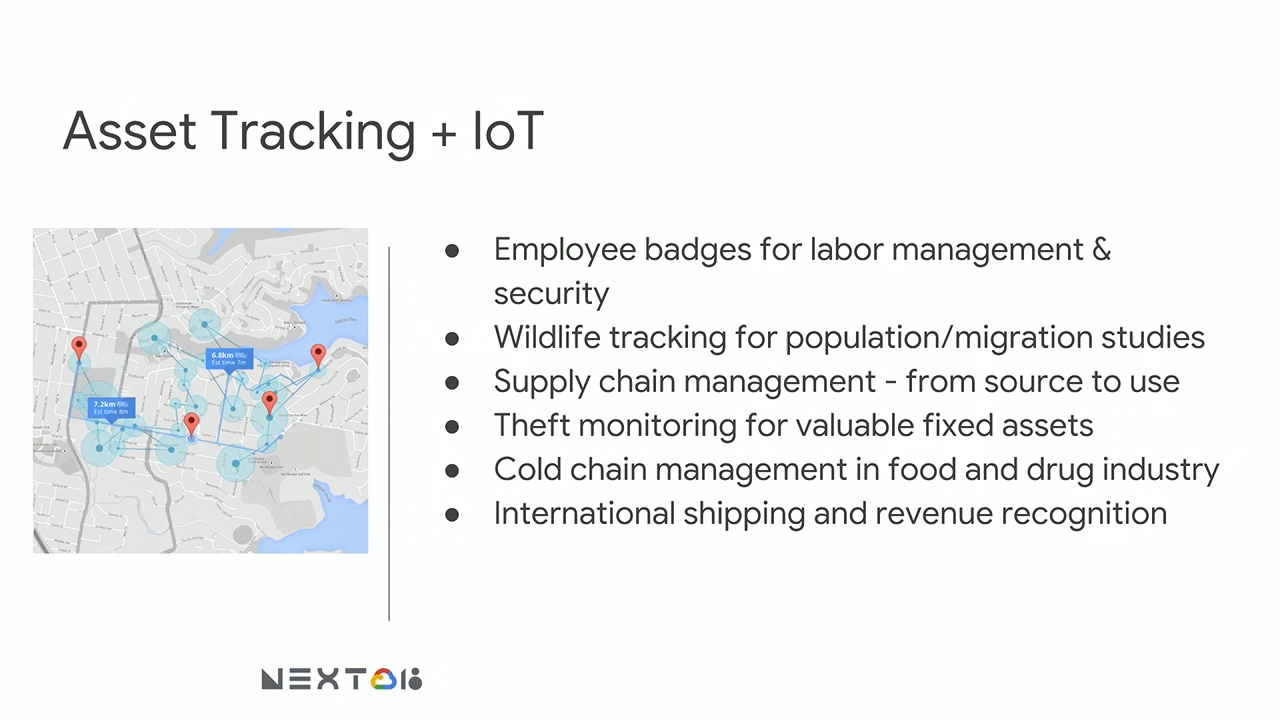 Asset Tracking + IoT
6.8km
Est time 7m
7.2km
Est time 8m
● Employee badges for labor management &
security
● Wildlife tracking for population/migration studies
● Supply chain management - from source to use
● Theft monitoring for valuable fixed assets
● Cold chain management in food and drug industry
● International shipping and revenue recognition
NEXT 18